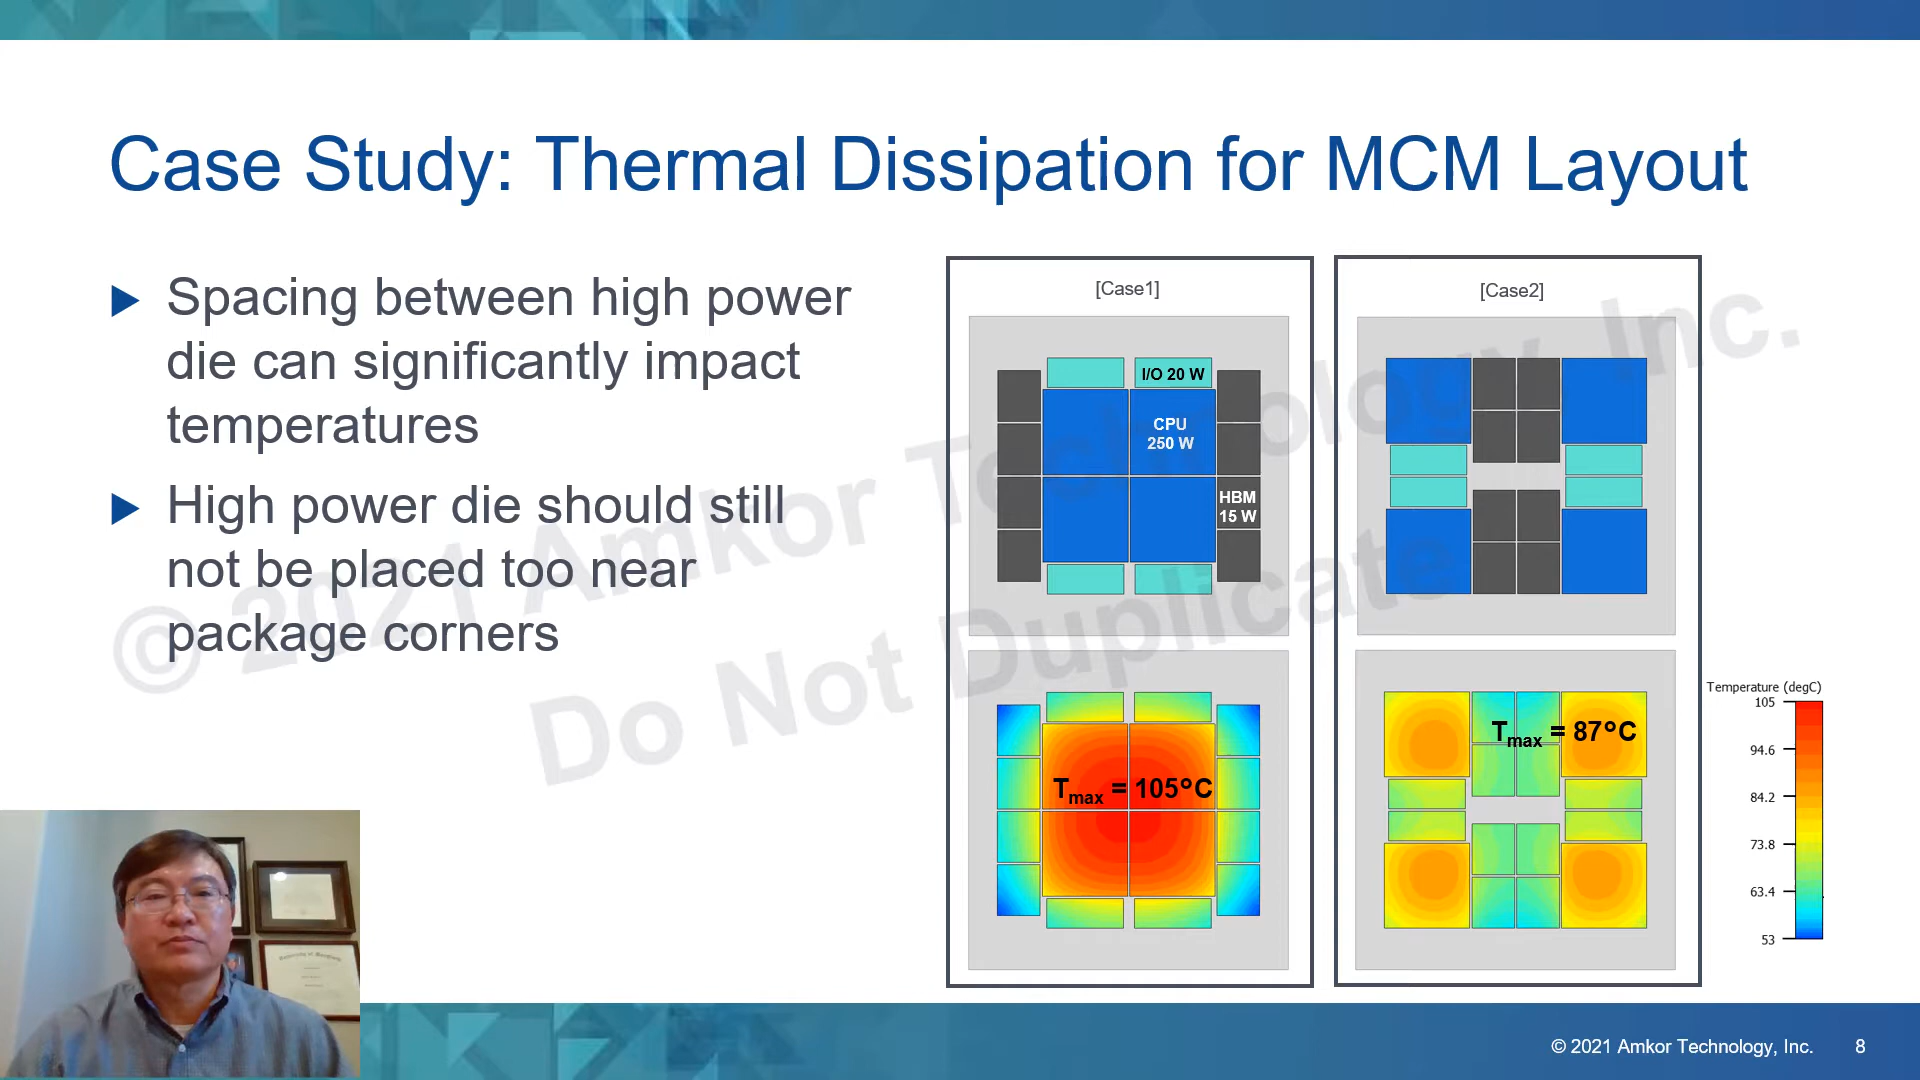 Case Study: Thermal Dissipation for MCM Layout
Spacing between high power
die can significantly impact
temperatures
High power die should still
not be placed too near
package corners
[Case1]
I/O 20 W
CPU
250 W
HBM
15 W
Tmax = 105°C
[Case2]
Tmax = 87°C
Temperature (degC)
105
94.6
84.2
73.8
63.4
53
© 2021 Amkor Technology, Inc.
Do Not Duplicate
© 2021 Amkor Technology, Inc.
8